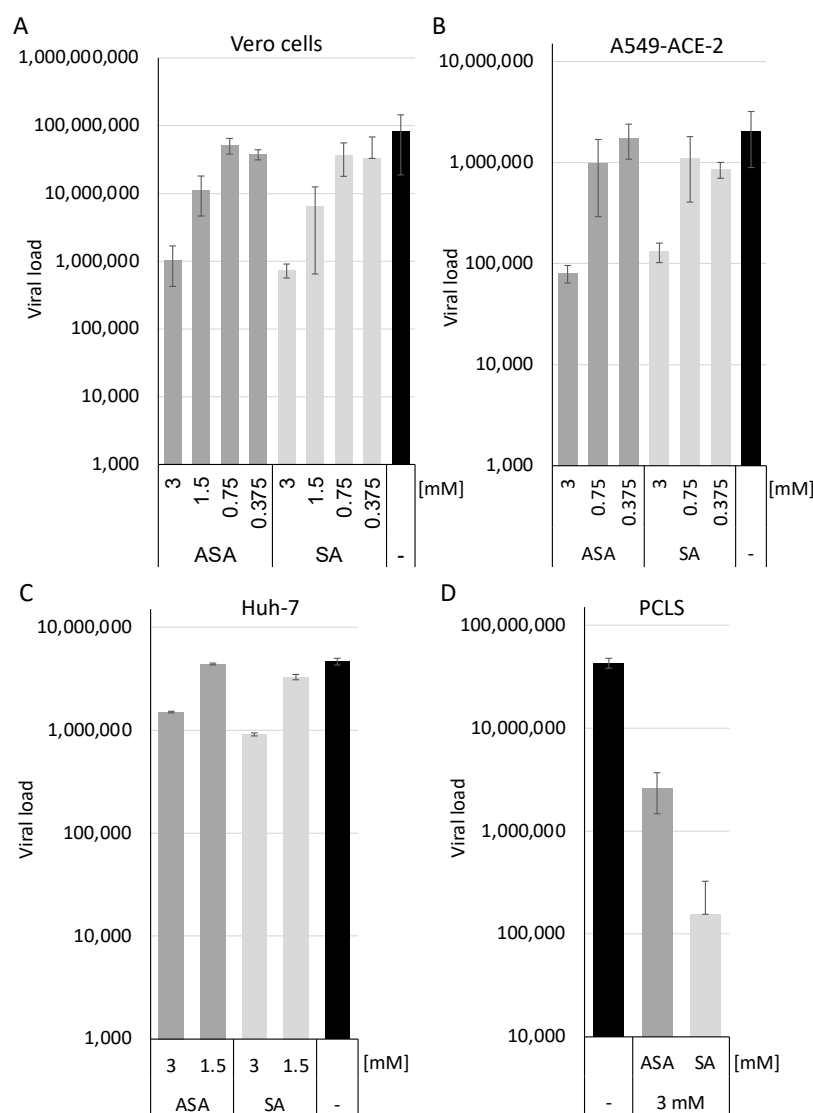 A
Vero cells
1,000,000,000
100,000,000
10,000,000
1,000,000
100,000
10,000
1,000
Viral load
3 1.5 0.75 0.375 3 1.5 0.75 0.375 [mM]
ASA SA -
B
A549-ACE-2
10,000,000
1,000,000
100,000
10,000
1,000
Viral load
3 0.75 0.375 3 0.75 0.375 [mM]
ASA SA -
C
Huh-7
10,000,000
1,000,000
100,000
10,000
1,000
Viral load
3 1.5 3 1.5 [mM]
ASA SA -
D
PCLS
100,000,000
10,000,000
1,000,000
100,000
10,000
Viral load
ASA SA [mM]
- 3 mM